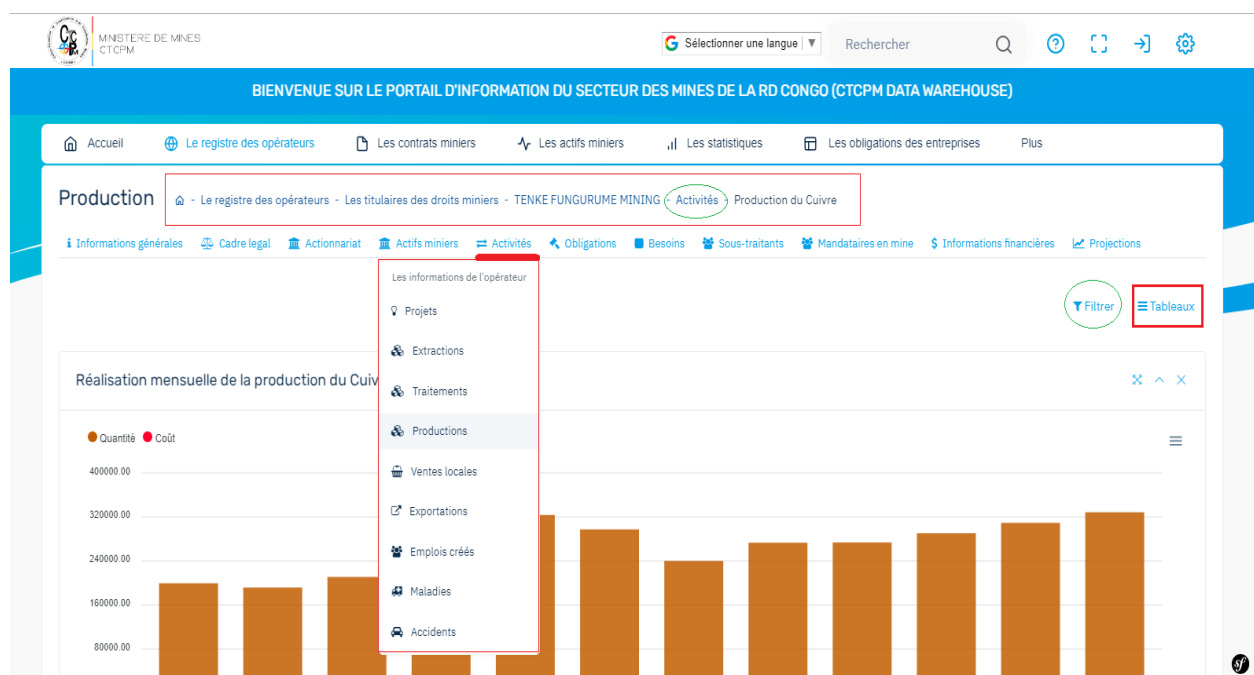 MINISTERE DE MINES
CTCPM
Sélectionner une langue
Rechercher
BIENVENUE SUR LE PORTAIL D'INFORMATION DU SECTEUR DES MINES DE LA RD CONGO (CTCPM DATA WAREHOUSE)
Accueil Le registre des opérateurs Les contrats miniers Les actifs miniers Les statistiques Les obligations des entreprises Plus
Production - Le registre des opérateurs - Les titulaires des droits miniers - TENKE FUNGURUME MINING - Activités - Production du Cuivre
Informations générales Cadre legal Actionnariat Actifs miniers Activités Obligations Besoins Sous-traitants Mandataires en mine $ Informations financières Projections
Les informations de l'opérateur
Projets
Extractions
Traitements
Productions
Ventes locales
Exportations
Emplois créés
Maladies
Accidents
Filtrer Tableaux
Réalisation mensuelle de la production du Cuiv
Quantité Coût
400000.00
320000.00
240000.00
160000.00
80000.00